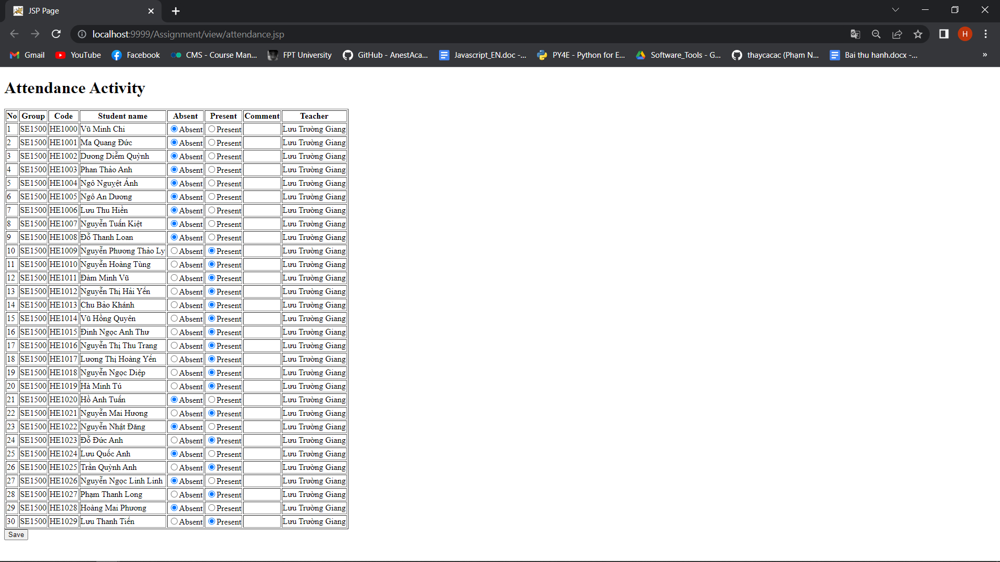 JSP Page
localhost:9999/Assignment/view/attendance.jsp
H
Gmail YouTube Facebook CMS - Course Man... FPT University GitHub - AnestAca... Javascript_EN.doc -... PY4E - Python for E... Software_Tools - G... thaycacac (Phạm N... Bai thu hanh.docx -... »
Attendance Activity
No Group Code Student name Absent Present Comment Teacher
1 SE1500 HE1000 Vũ Minh Chi Absent Present Lưu Trường Giang
2 SE1500 HE1001 Ma Quang Đức Absent Present Lưu Trường Giang
3 SE1500 HE1002 Dương Diễm Quỳnh Absent Present Lưu Trường Giang
4 SE1500 HE1003 Phan Thảo Anh Absent Present Lưu Trường Giang
5 SE1500 HE1004 Ngô Nguyệt Ánh Absent Present Lưu Trường Giang
6 SE1500 HE1005 Ngô An Dương Absent Present Lưu Trường Giang
7 SE1500 HE1006 Lưu Thu Hiền Absent Present Lưu Trường Giang
8 SE1500 HE1007 Nguyễn Tuấn Kiệt Absent Present Lưu Trường Giang
9 SE1500 HE1008 Đỗ Thanh Loan Absent Present Lưu Trường Giang
10 SE1500 HE1009 Nguyễn Phương Thảo Ly Absent Present Lưu Trường Giang
11 SE1500 HE1010 Nguyễn Hoàng Tùng Absent Present Lưu Trường Giang
12 SE1500 HE1011 Đàm Minh Vũ Absent Present Lưu Trường Giang
13 SE1500 HE1012 Nguyễn Thị Hải Yến Absent Present Lưu Trường Giang
14 SE1500 HE1013 Chu Bảo Khánh Absent Present Lưu Trường Giang
15 SE1500 HE1014 Vũ Hồng Quyên Absent Present Lưu Trường Giang
16 SE1500 HE1015 Đinh Ngọc Anh Thư Absent Present Lưu Trường Giang
17 SE1500 HE1016 Nguyễn Thị Thu Trang Absent Present Lưu Trường Giang
18 SE1500 HE1017 Lương Thị Hoàng Yến Absent Present Lưu Trường Giang
19 SE1500 HE1018 Nguyễn Ngọc Diệp Absent Present Lưu Trường Giang
20 SE1500 HE1019 Hà Minh Tú Absent Present Lưu Trường Giang
21 SE1500 HE1020 Hồ Anh Tuấn Absent Present Lưu Trường Giang
22 SE1500 HE1021 Nguyễn Mai Hương Absent Present Lưu Trường Giang
23 SE1500 HE1022 Nguyễn Nhật Đăng Absent Present Lưu Trường Giang
24 SE1500 HE1023 Đỗ Đức Anh Absent Present Lưu Trường Giang
25 SE1500 HE1024 Lưu Quốc Anh Absent Present Lưu Trường Giang
26 SE1500 HE1025 Trần Quỳnh Anh Absent Present Lưu Trường Giang
27 SE1500 HE1026 Nguyễn Ngọc Linh Linh Absent Present Lưu Trường Giang
28 SE1500 HE1027 Phạm Thanh Long Absent Present Lưu Trường Giang
29 SE1500 HE1028 Hoàng Mai Phương Absent Present Lưu Trường Giang
30 SE1500 HE1029 Lưu Thanh Tiến Absent Present Lưu Trường Giang
Save